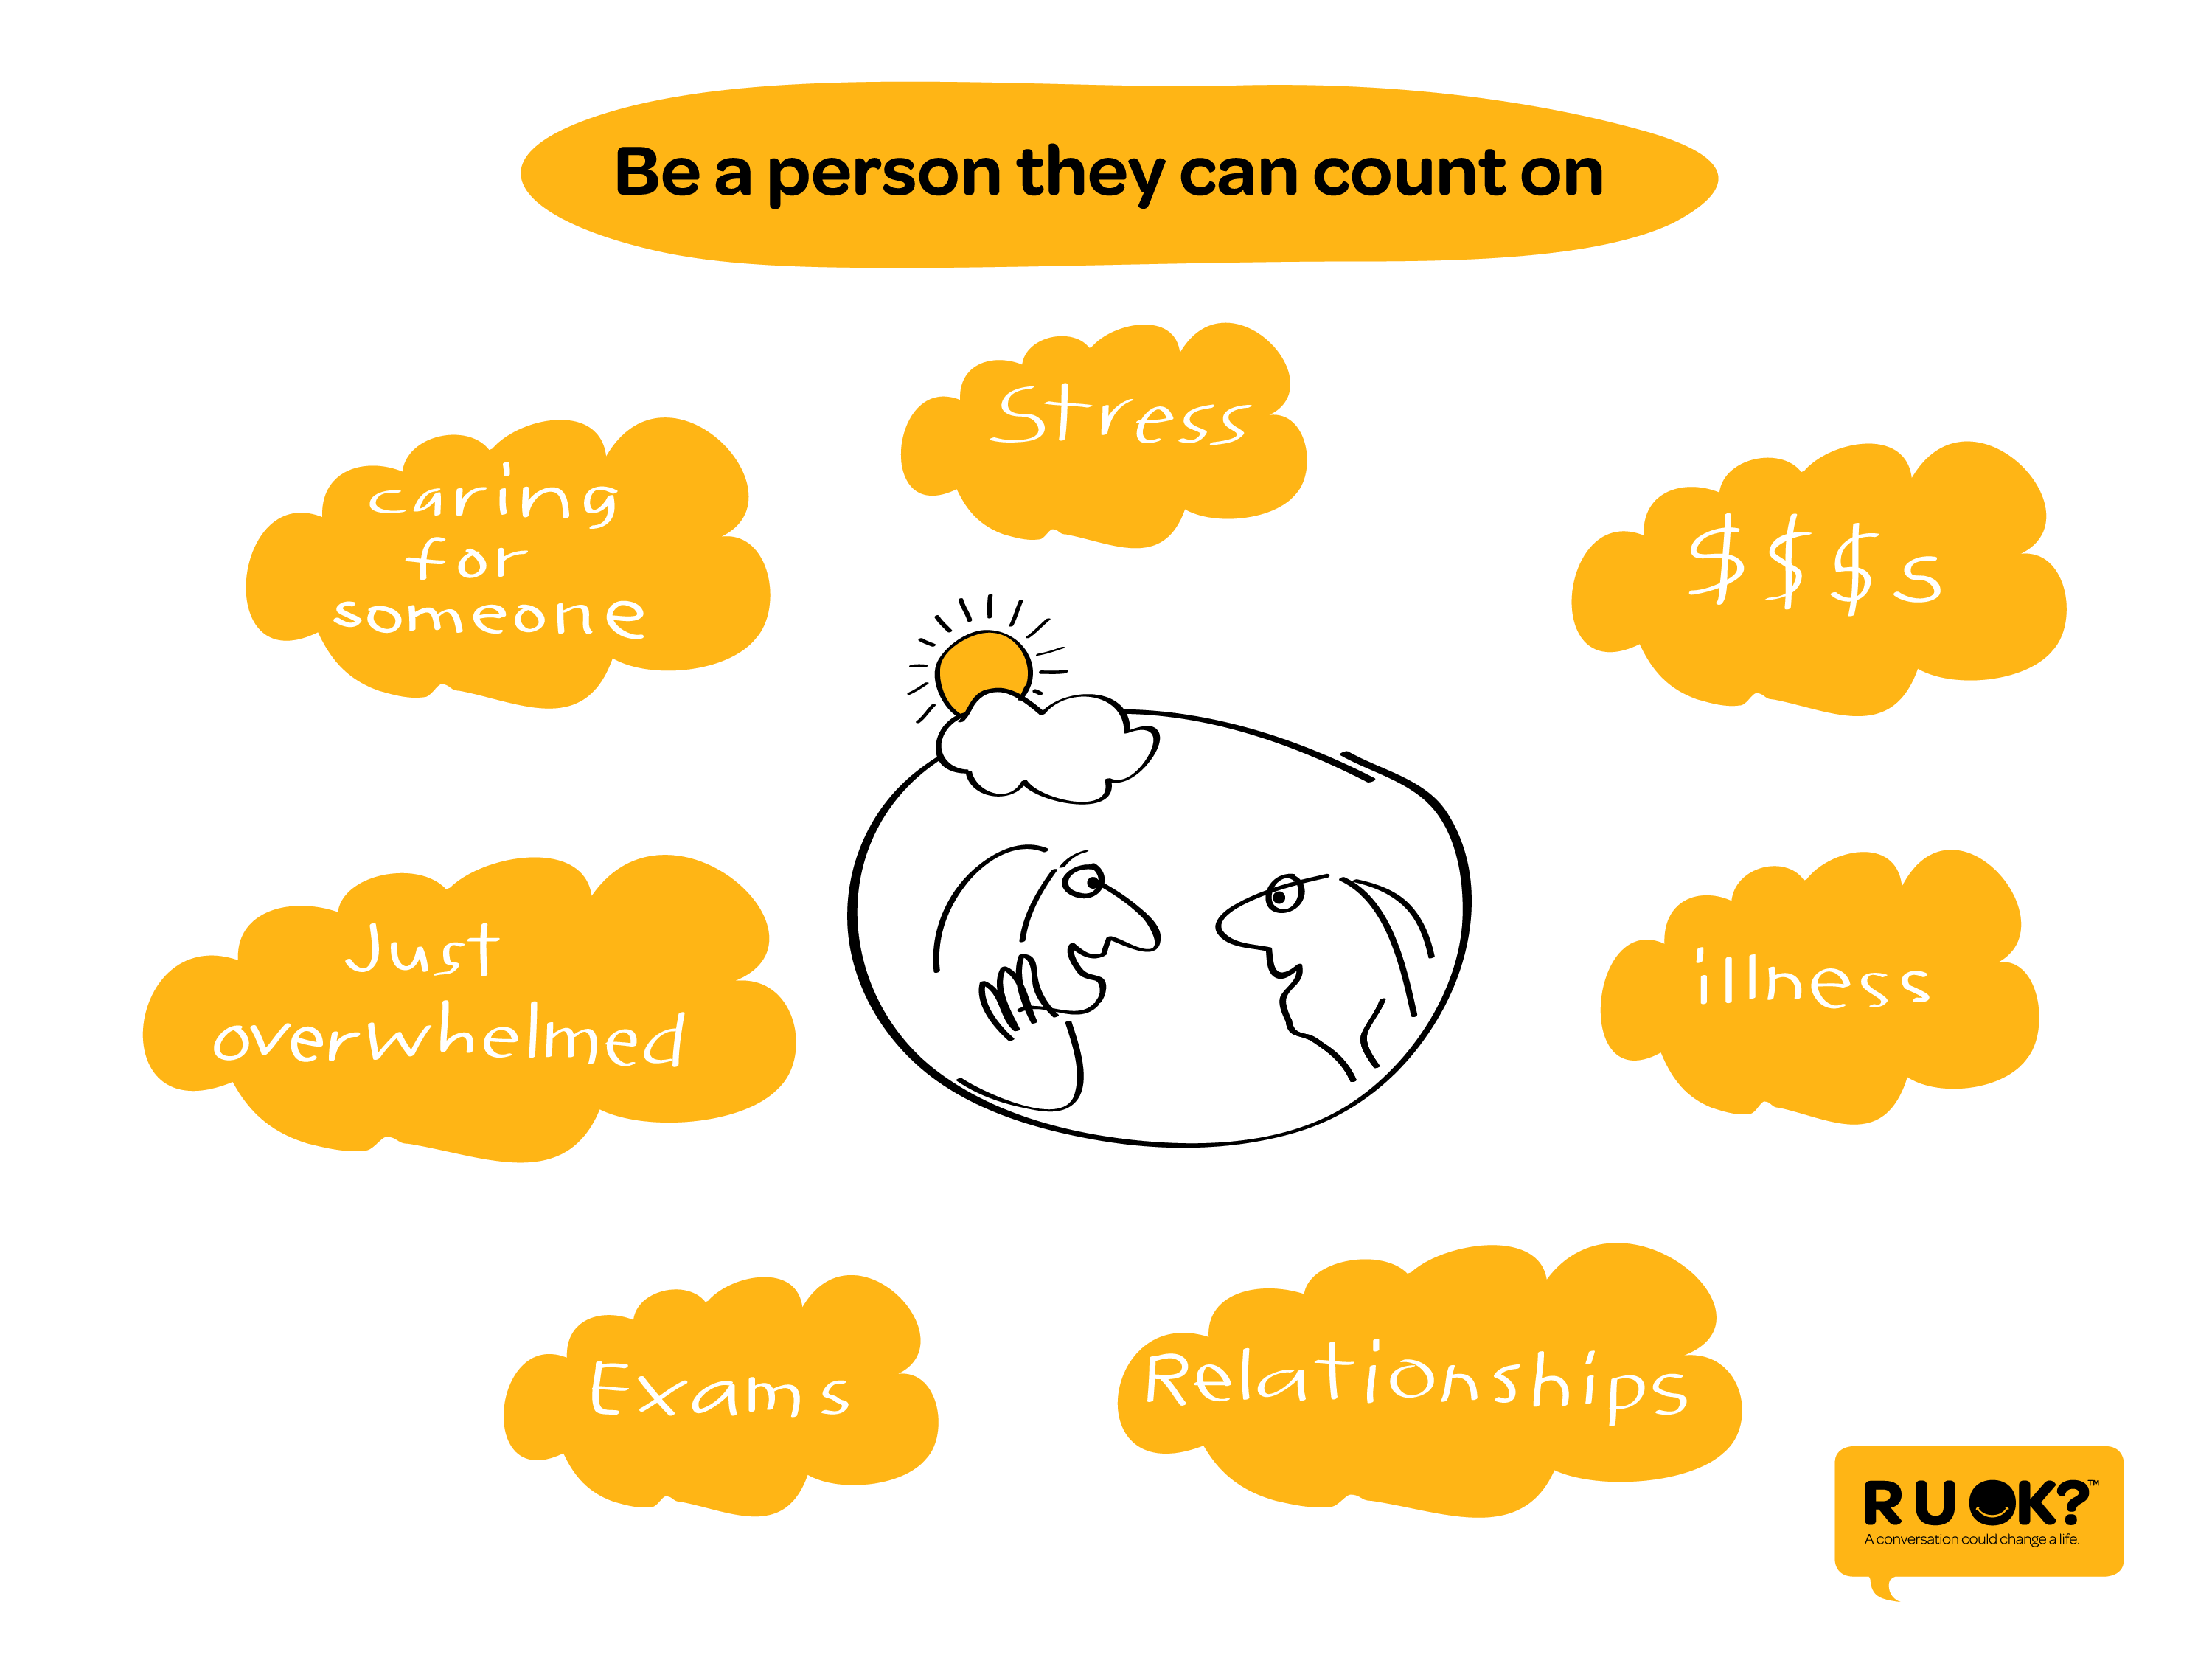 Be a person they can count on
Stress
caring
for
someone
$$$s
Just
overwhelmed
illness
Exams
Relationships
R U OK?™
A conversation could change a life.